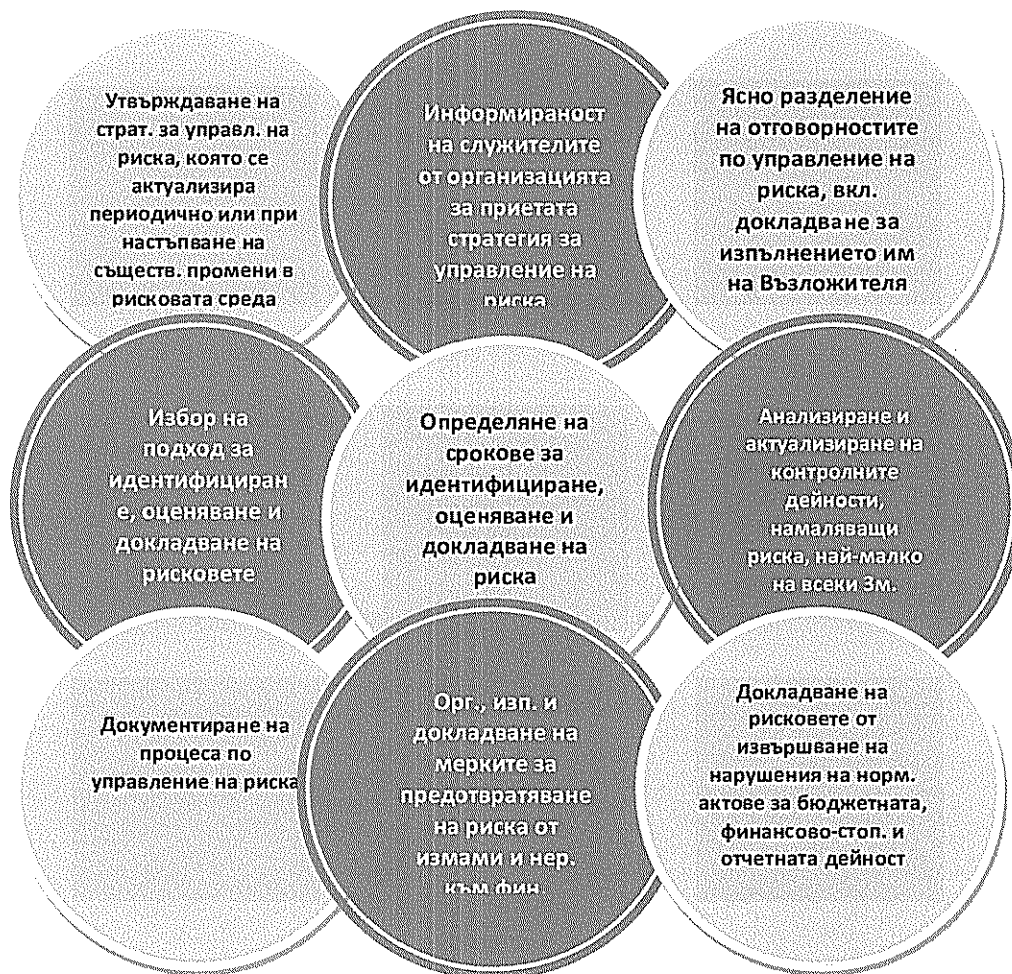 Утвърждаване на
страт. за управл. на
риска, която се
актуализира
периодично или при
настъпване на
съществ. промени в
рисковата среда
Информираност
на служителите
от организацията
за приетата
стратегия за
управление на
риска
Ясно разделение
на отговорностите
по управление на
риска, вкл.
докладване за
изпълнението им
на Възложителя
Избор на
подход за
идентифициран
е, оценяване и
докладване на
рисковете
Определяне на
срокове за
идентифициране,
оценяване и
докладване на
риска
Анализиране и
актуализиране на
контролните
дейности,
намаляващи
риска, най-малко
на всеки 3м.
Документиране на
процеса по
управление на риска
Орг., изп. и
докладване на
мерките за
предотвратяване
на риска от
измами и нер.
към фин.
Докладване на
рисковете от
извършване на
нарушения на норм.
актове за бюджетната,
финансово-стоп. и
отчетната дейност